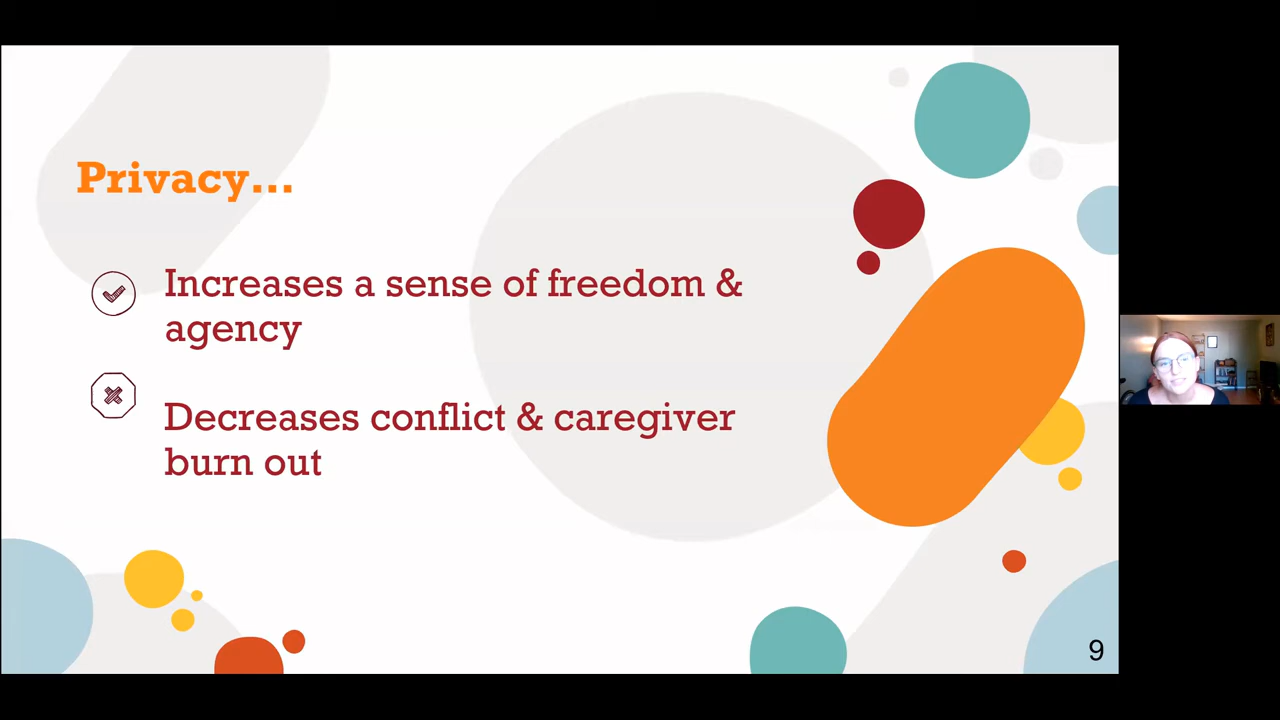 Privacy...
Increases a sense of freedom &
agency
Decreases conflict & caregiver
burn out
9